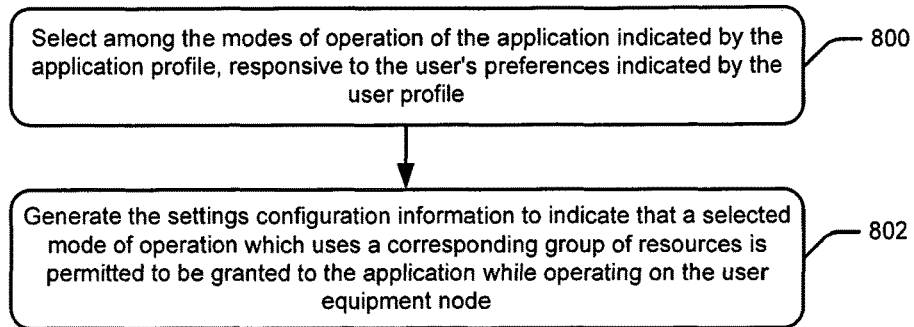 Select among the modes of operation of the application indicated by the
application profile, responsive to the user's preferences indicated by the
user profile
800
Generate the settings configuration information to indicate that a selected
mode of operation which uses a corresponding group of resources is
permitted to be granted to the application while operating on the user
equipment node
802